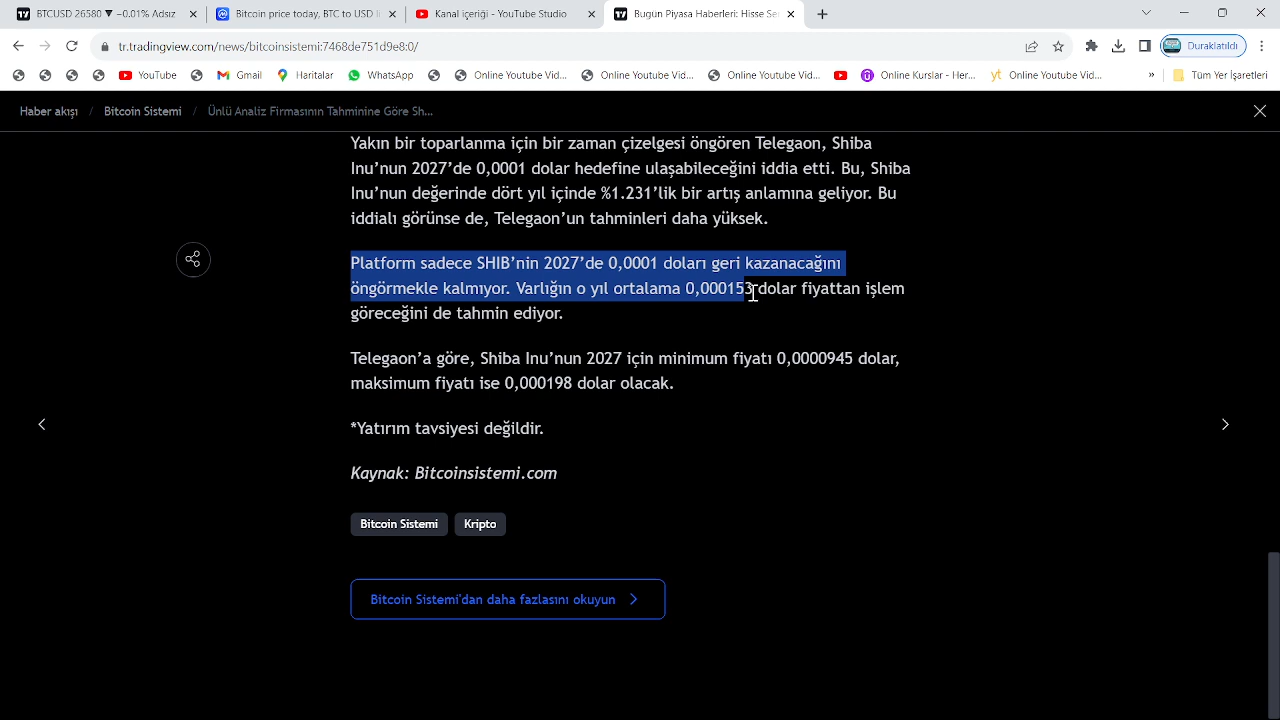 BTCUSD 26580 ▼ −0.01% Adsız
Bitcoin price today, BTC to USD li
Kanal içeriği - YouTube Studio
Bugün Piyasa Haberleri: Hisse Sen
tr.tradingview.com/news/bitcoinsistemi:7468de751d9e8:0/
Duraklatıldı
YouTube
Gmail
Haritalar
WhatsApp
Online Youtube Vid...
Online Youtube Vid...
Online Youtube Vid...
Online Kurslar - Her...
yt Online Youtube Vid...
»
Tüm Yer İşaretleri
Haber akışı / Bitcoin Sistemi / Ünlü Analiz Firmasının Tahminine Göre Sh...
Yakın bir toparlanma için bir zaman çizelgesi öngören Telegaon, Shiba
Inu’nun 2027’de 0,0001 dolar hedefine ulaşabileceğini iddia etti. Bu, Shiba
Inu’nun değerinde dört yıl içinde %1.231’lik bir artış anlamına geliyor. Bu
iddialı görünse de, Telegaon’un tahminleri daha yüksek.
Platform sadece SHIB’nin 2027’de 0,0001 doları geri kazanacağını
öngörmekle kalmıyor. Varlığın o yıl ortalama 0,000153 dolar fiyattan işlem
göreceğini de tahmin ediyor.
Telegaon’a göre, Shiba Inu’nun 2027 için minimum fiyatı 0,0000945 dolar,
maksimum fiyatı ise 0,000198 dolar olacak.
*Yatırım tavsiyesi değildir.
Kaynak: Bitcoinsistemi.com
Bitcoin Sistemi
Kripto
Bitcoin Sistemi'dan daha fazlasını okuyun